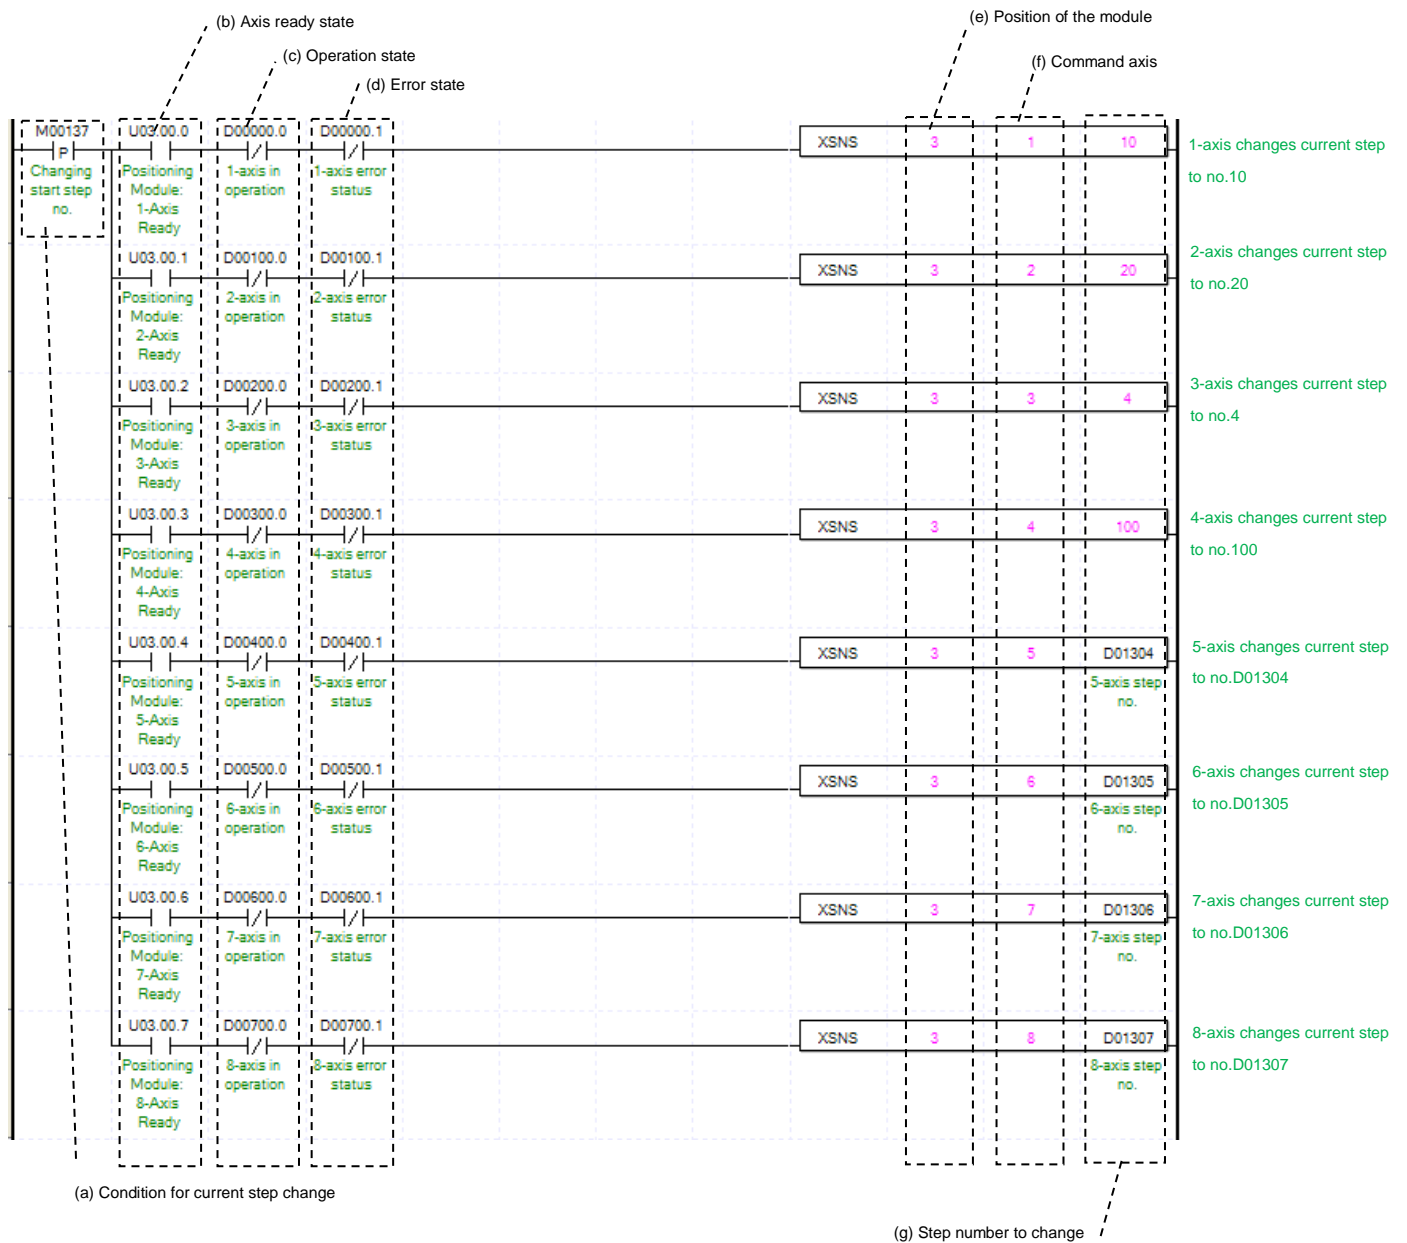 (b) Axis ready state
(e) Position of the module
(c) Operation state
(f) Command axis
(d) Error state
M00137 U03.00.0 D00000.0 D00000.1
P
XSNS 3 1 10
Changing start step no.
Positioning Module: 1-Axis Ready
1-axis in operation
1-axis error status
1-axis changes current step
to no.10
U03.00.1 D00100.0 D00100.1
XSNS 3 2 20
Positioning Module: 2-Axis Ready
2-axis in operation
2-axis error status
2-axis changes current step
to no.20
U03.00.2 D00200.0 D00200.1
XSNS 3 3 4
Positioning Module: 3-Axis Ready
3-axis in operation
3-axis error status
3-axis changes current step
to no.4
U03.00.3 D00300.0 D00300.1
XSNS 3 4 100
Positioning Module: 4-Axis Ready
4-axis in operation
4-axis error status
4-axis changes current step
to no.100
U03.00.4 D00400.0 D00400.1
XSNS 3 5 D01304
Positioning Module: 5-Axis Ready
5-axis in operation
5-axis error status
5-axis step no.
5-axis changes current step
to no.D01304
U03.00.5 D00500.0 D00500.1
XSNS 3 6 D01305
Positioning Module: 6-Axis Ready
6-axis in operation
6-axis error status
6-axis step no.
6-axis changes current step
to no.D01305
U03.00.6 D00600.0 D00600.1
XSNS 3 7 D01306
Positioning Module: 7-Axis Ready
7-axis in operation
7-axis error status
7-axis step no.
7-axis changes current step
to no.D01306
U03.00.7 D00700.0 D00700.1
XSNS 3 8 D01307
Positioning Module: 8-Axis Ready
8-axis in operation
8-axis error status
8-axis step no.
8-axis changes current step
to no.D01307
(a) Condition for current step change
(g) Step number to change